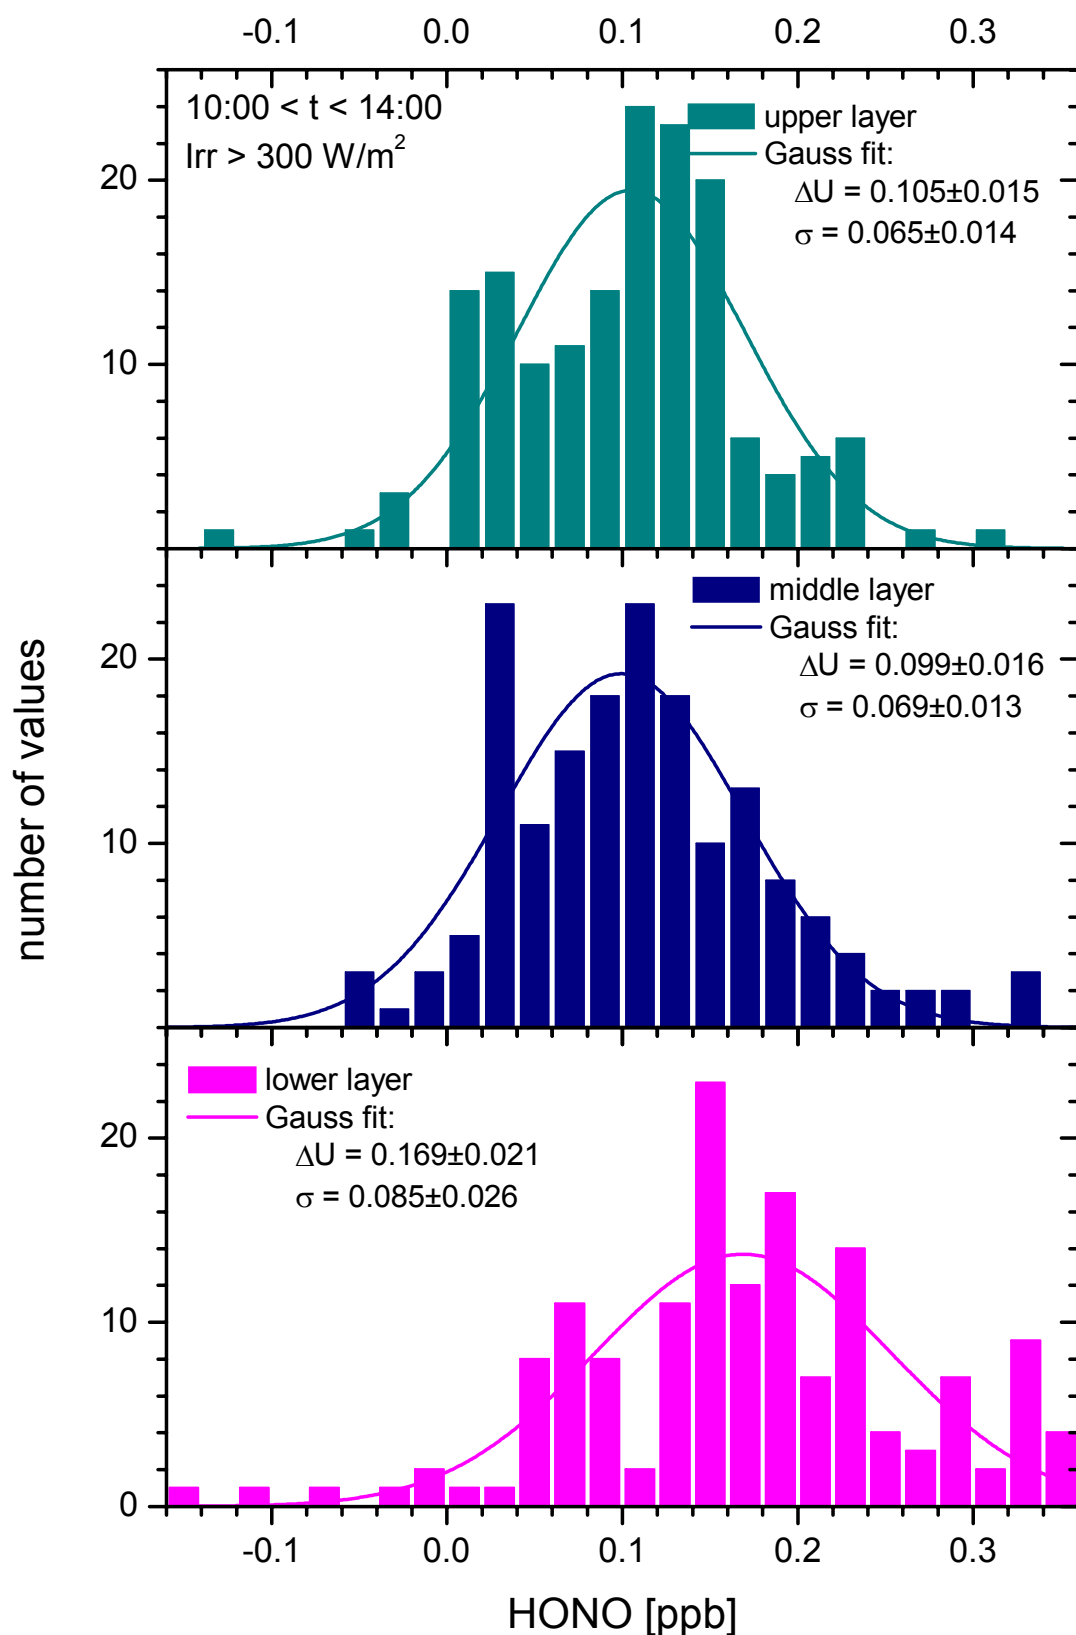 -0.1 0.0 0.1 0.2 0.3
10:00 < t < 14:00
Irr > 300 W/m²
upper layer
Gauss fit:
ΔU = 0.105±0.015
σ = 0.065±0.014
20
10
middle layer
Gauss fit:
ΔU = 0.099±0.016
σ = 0.069±0.013
20
10
number of values
lower layer
Gauss fit:
ΔU = 0.169±0.021
σ = 0.085±0.026
20
10
0
-0.1 0.0 0.1 0.2 0.3
HONO [ppb]